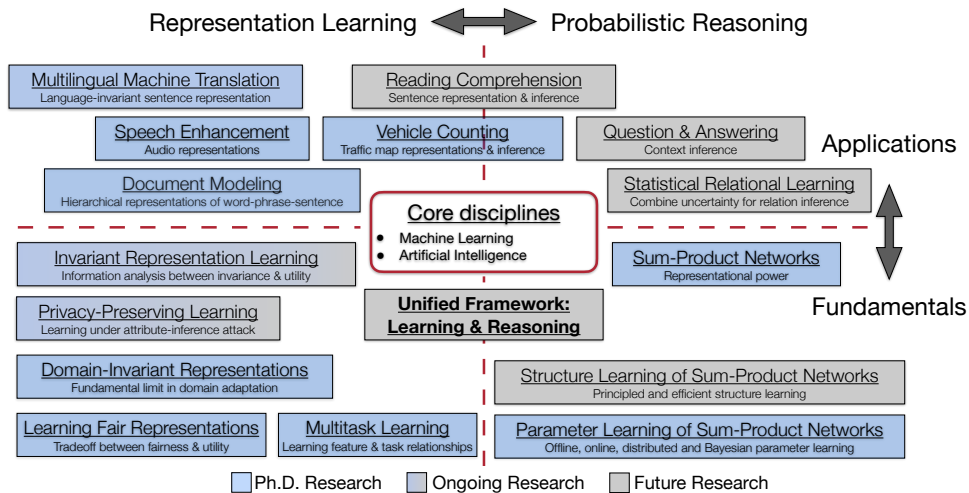 Representation Learning
Probabilistic Reasoning
Multilingual Machine Translation
Language-invariant sentence representation
Reading Comprehension
Sentence representation & inference
Speech Enhancement
Audio representations
Vehicle Counting
Traffic map representations & inference
Question & Answering
Context inference
Applications
Document Modeling
Hierarchical representations of word-phrase-sentence
Statistical Relational Learning
Combine uncertainty for relation inference
Core disciplines
• Machine Learning
• Artificial Intelligence
Invariant Representation Learning
Information analysis between invariance & utility
Sum-Product Networks
Representational power
Fundamentals
Privacy-Preserving Learning
Learning under attribute-inference attack
Unified Framework:
Learning & Reasoning
Domain-Invariant Representations
Fundamental limit in domain adaptation
Structure Learning of Sum-Product Networks
Principled and efficient structure learning
Learning Fair Representations
Tradeoff between fairness & utility
Multitask Learning
Learning feature & task relationships
Parameter Learning of Sum-Product Networks
Offline, online, distributed and Bayesian parameter learning
Ph.D. Research
Ongoing Research
Future Research